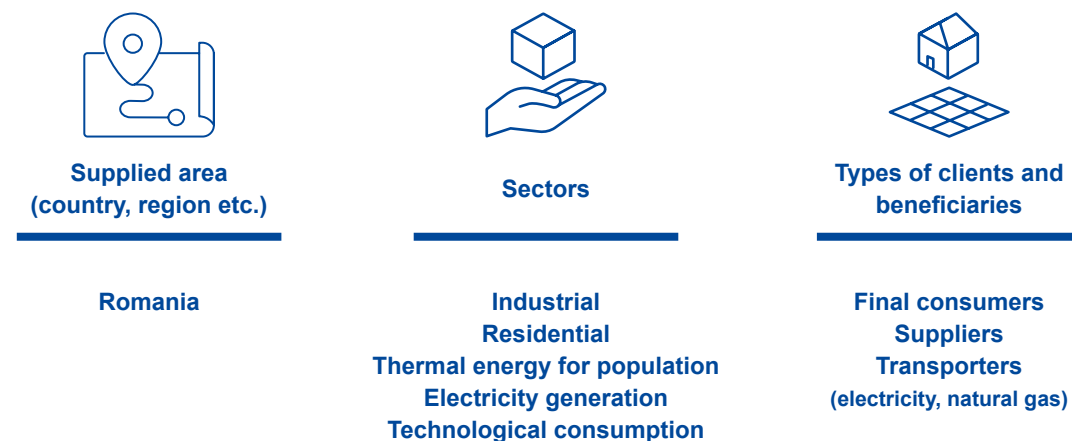 Supplied area
(country, region etc.)
Romania
Sectors
Industrial
Residential
Thermal energy for population
Electricity generation
Technological consumption
Types of clients and
beneficiaries
Final consumers
Suppliers
Transporters
(electricity, natural gas)